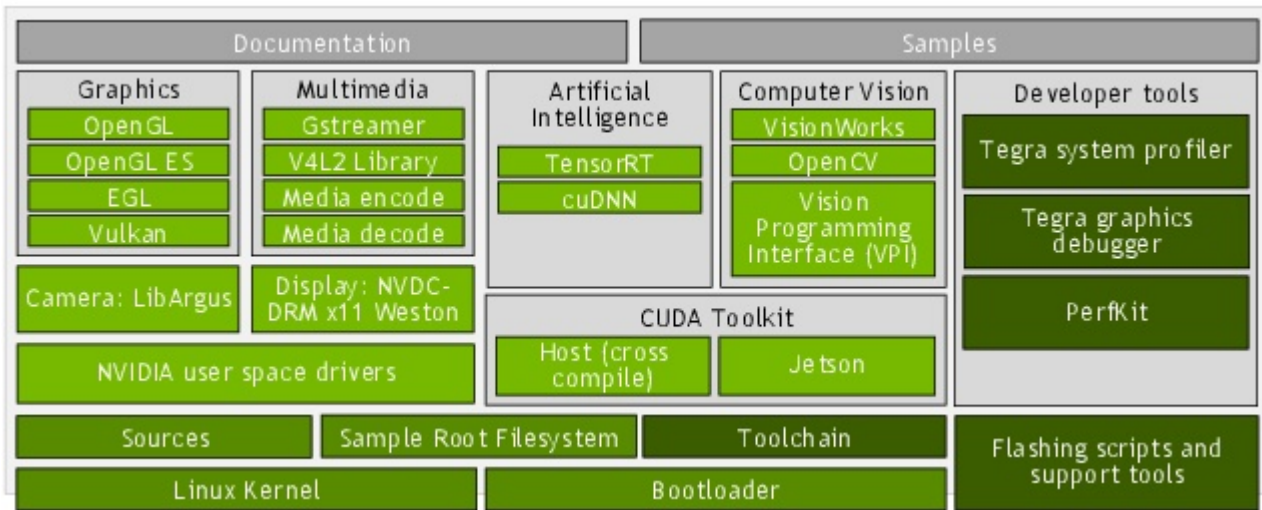 Documentation
Samples
Graphics
OpenGL
OpenGL ES
EGL
Vulkan
Multimedia
Gstreamer
V4L2 Library
Media encode
Media decode
Artificial
Intelligence
TensorRT
cuDNN
Computer Vision
VisionWorks
OpenCV
Vision
Programming
Interface (VPI)
Developer tools
Tegra system profiler
Tegra graphics
debugger
PerfKit
Camera: LibArgus
Display: NVDC-
DRM x11 Weston
CUDA Toolkit
Host (cross
compile)
Jetson
NVIDIA user space drivers
Sources
Sample Root Filesystem
Toolchain
Flashing scripts and
support tools
Linux Kernel
Bootloader